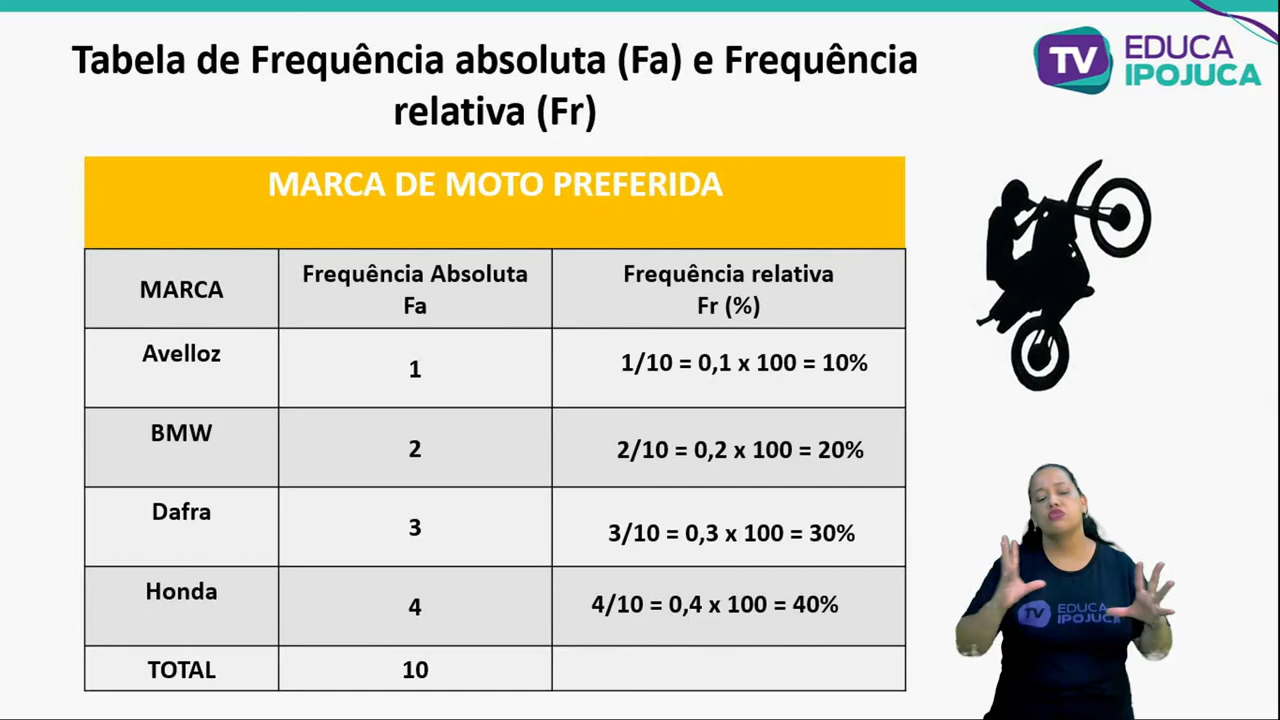 Tabela de Frequência absoluta (Fa) e Frequência
relativa (Fr)
TV EDUCA
IPOJUCA
MARCA DE MOTO PREFERIDA
MARCA
Frequência Absoluta
Fa
Frequência relativa
Fr (%)
Avelloz
1
1/10 = 0,1 x 100 = 10%
BMW
2
2/10 = 0,2 x 100 = 20%
Dafra
3
3/10 = 0,3 x 100 = 30%
Honda
4
4/10 = 0,4 x 100 = 40%
TOTAL
10
TV EDUCA
IPOJUCA